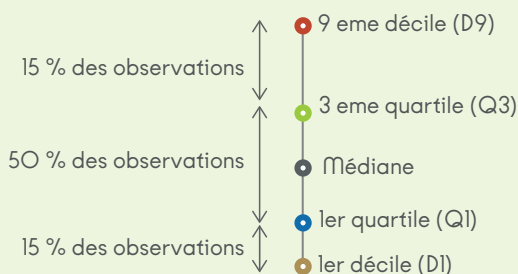 9 eme décile (D9)
15 % des observations
3 eme quartile (Q3)
50 % des observations
Médiane
1er quartile (Q1)
15 % des observations
1er décile (D1)